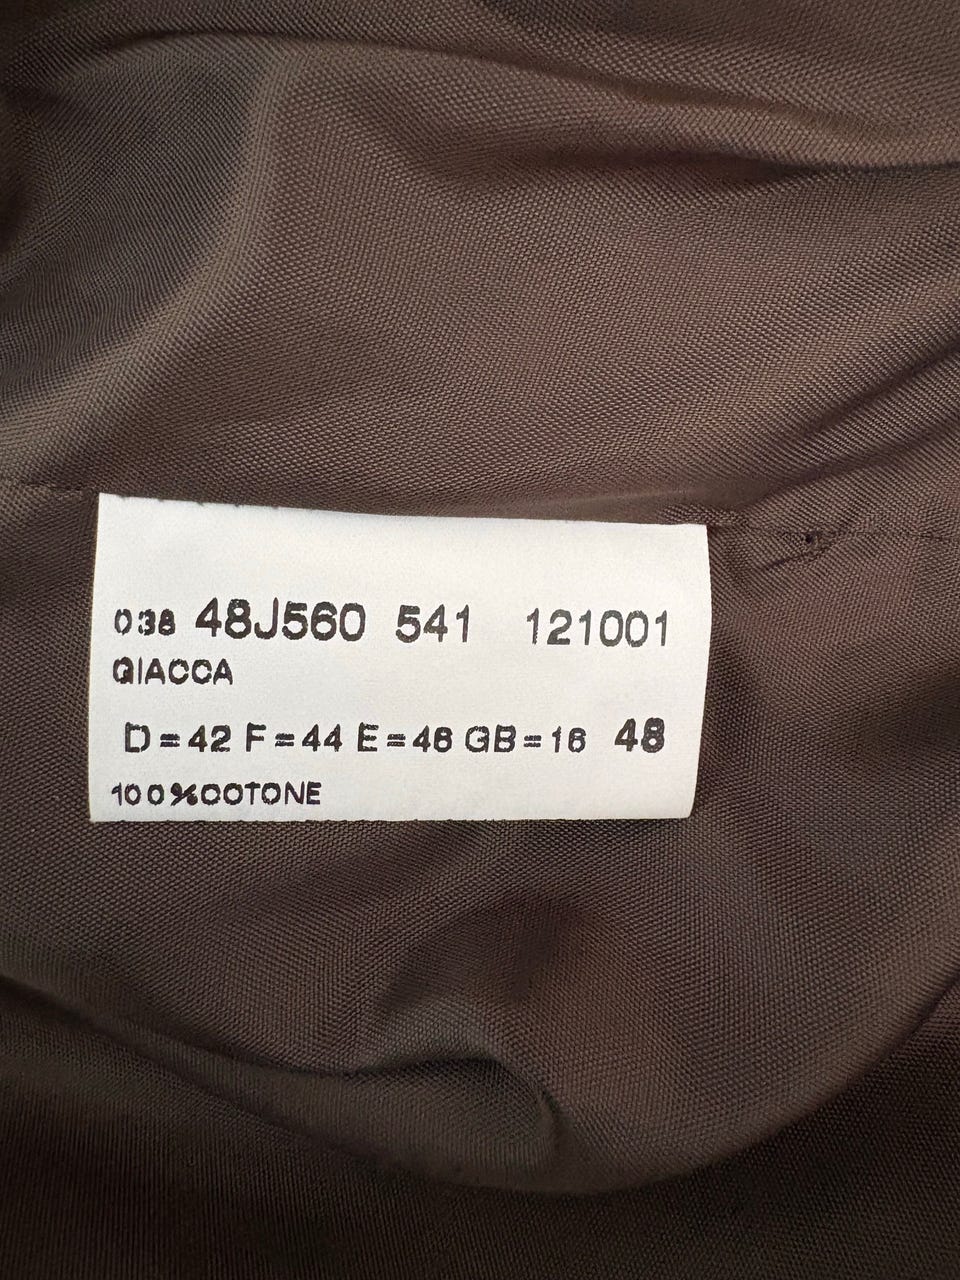 038 48J560 541 121001
GIACCA
D=42 F=44 E=46 GB=16 48
100%COTONE